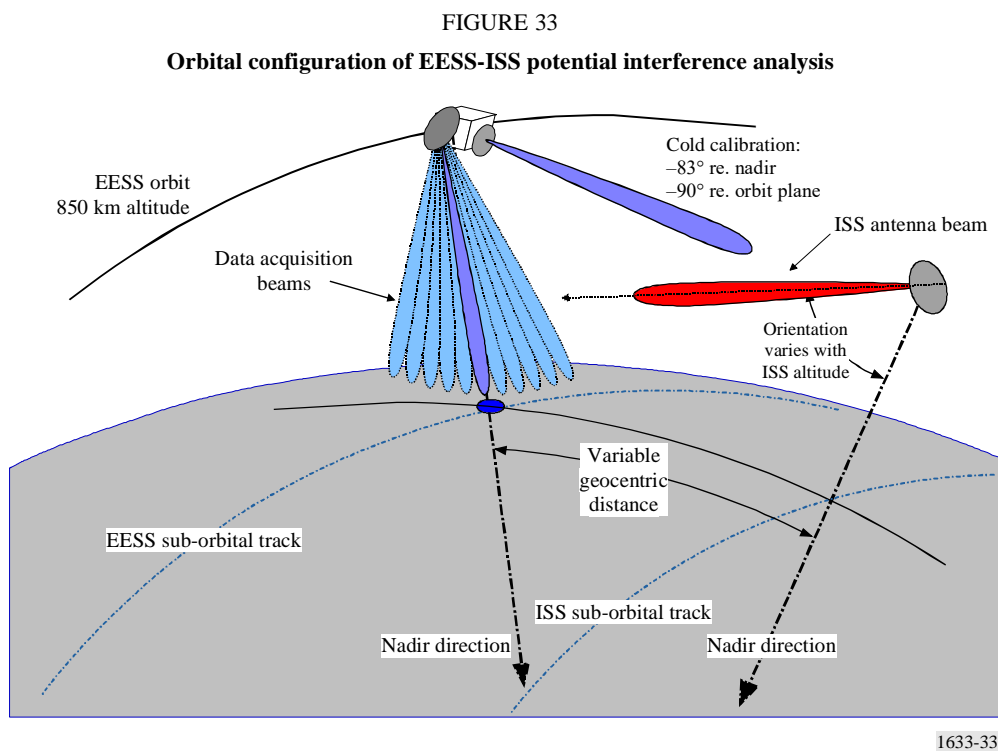 FIGURE 33
Orbital configuration of EESS-ISS potential interference analysis
Cold calibration:
–83° re. nadir
–90° re. orbit plane
EESS orbit
850 km altitude
ISS antenna beam
Data acquisition
beams
Orientation
varies with
ISS altitude
Variable
geocentric
distance
EESS sub-orbital track
ISS sub-orbital track
Nadir direction
Nadir direction
1633-33